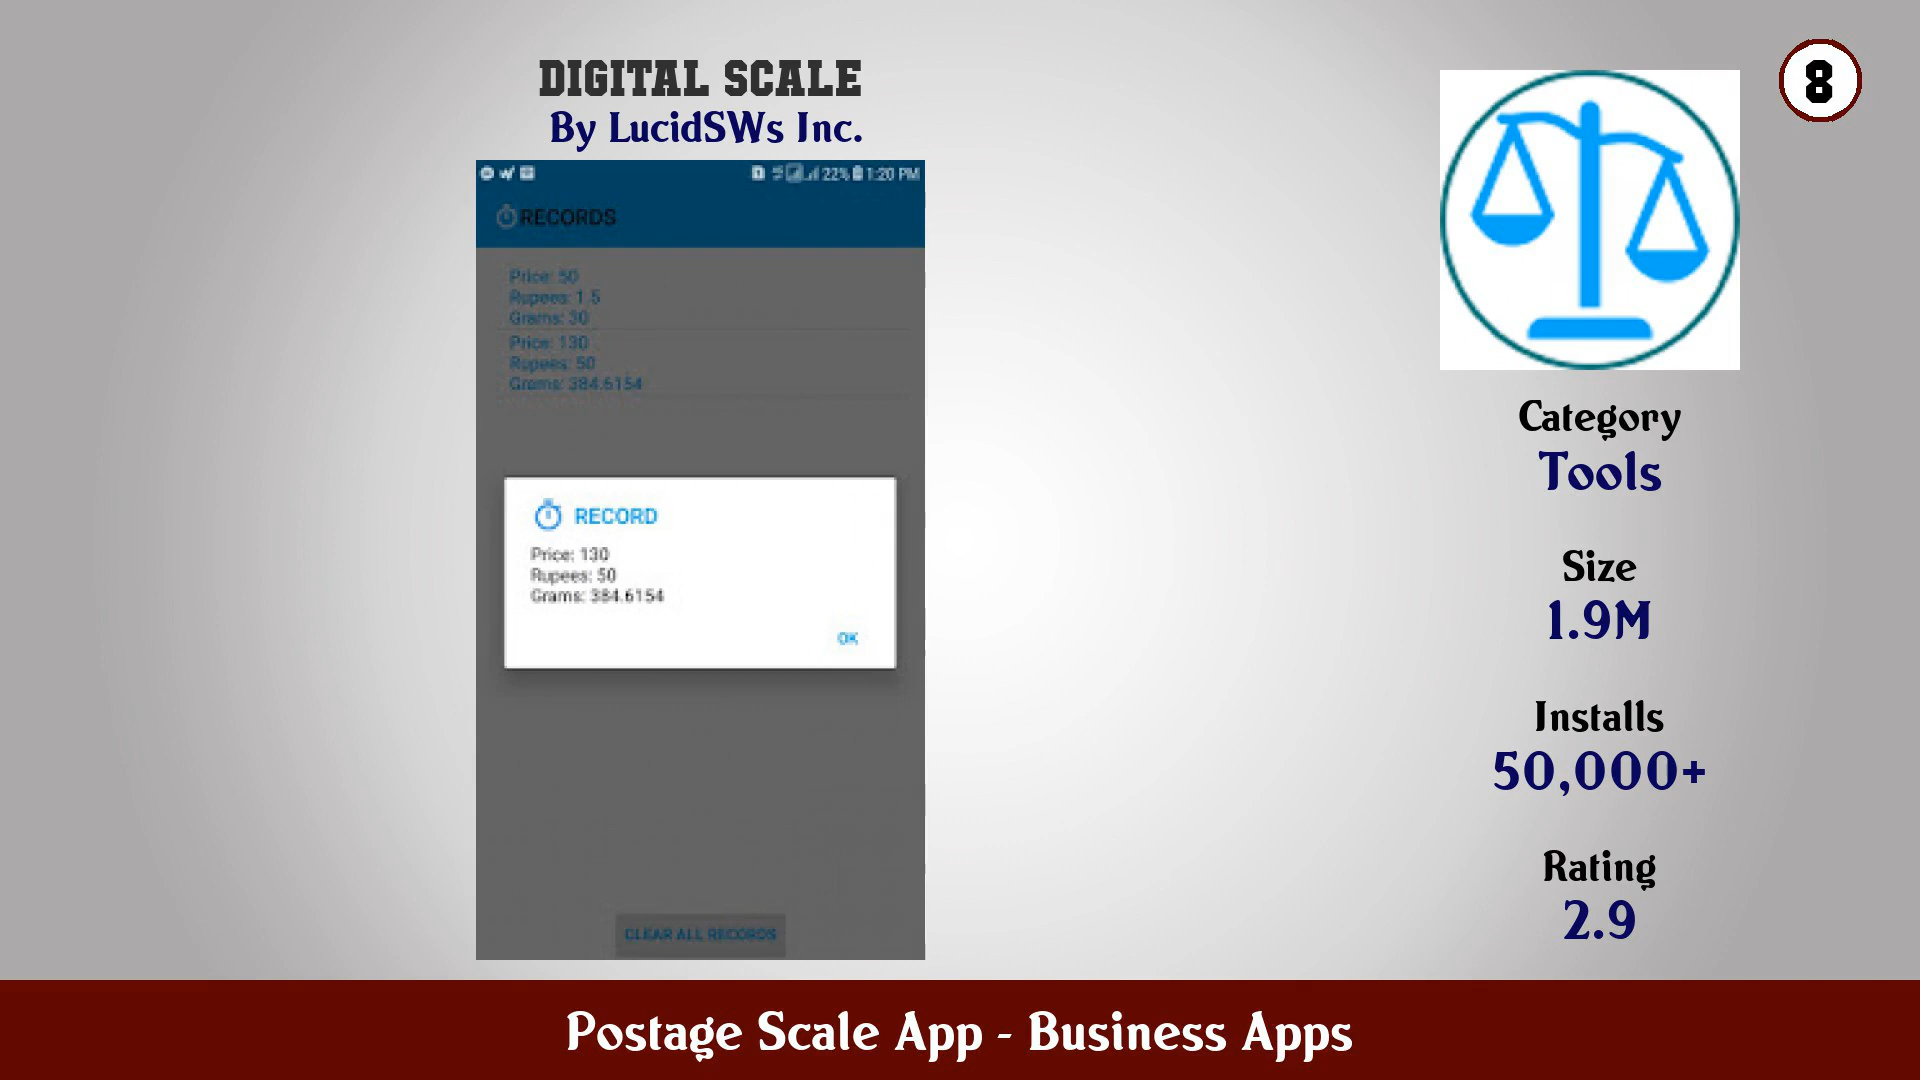 DIGITAL SCALE
By LucidSWs Inc.
8
22% 1:20 PM
RECORDS
Price: 50
Rupees: 1.5
Grams: 30
Price: 130
Rupees: 50
Grams: 384.6154
RECORD
Price: 130
Rupees: 50
Grams: 384.6154
OK
CLEAR ALL RECORDS
Category
Tools
Size
1.9M
Installs
50,000+
Rating
2.9
Postage Scale App - Business Apps